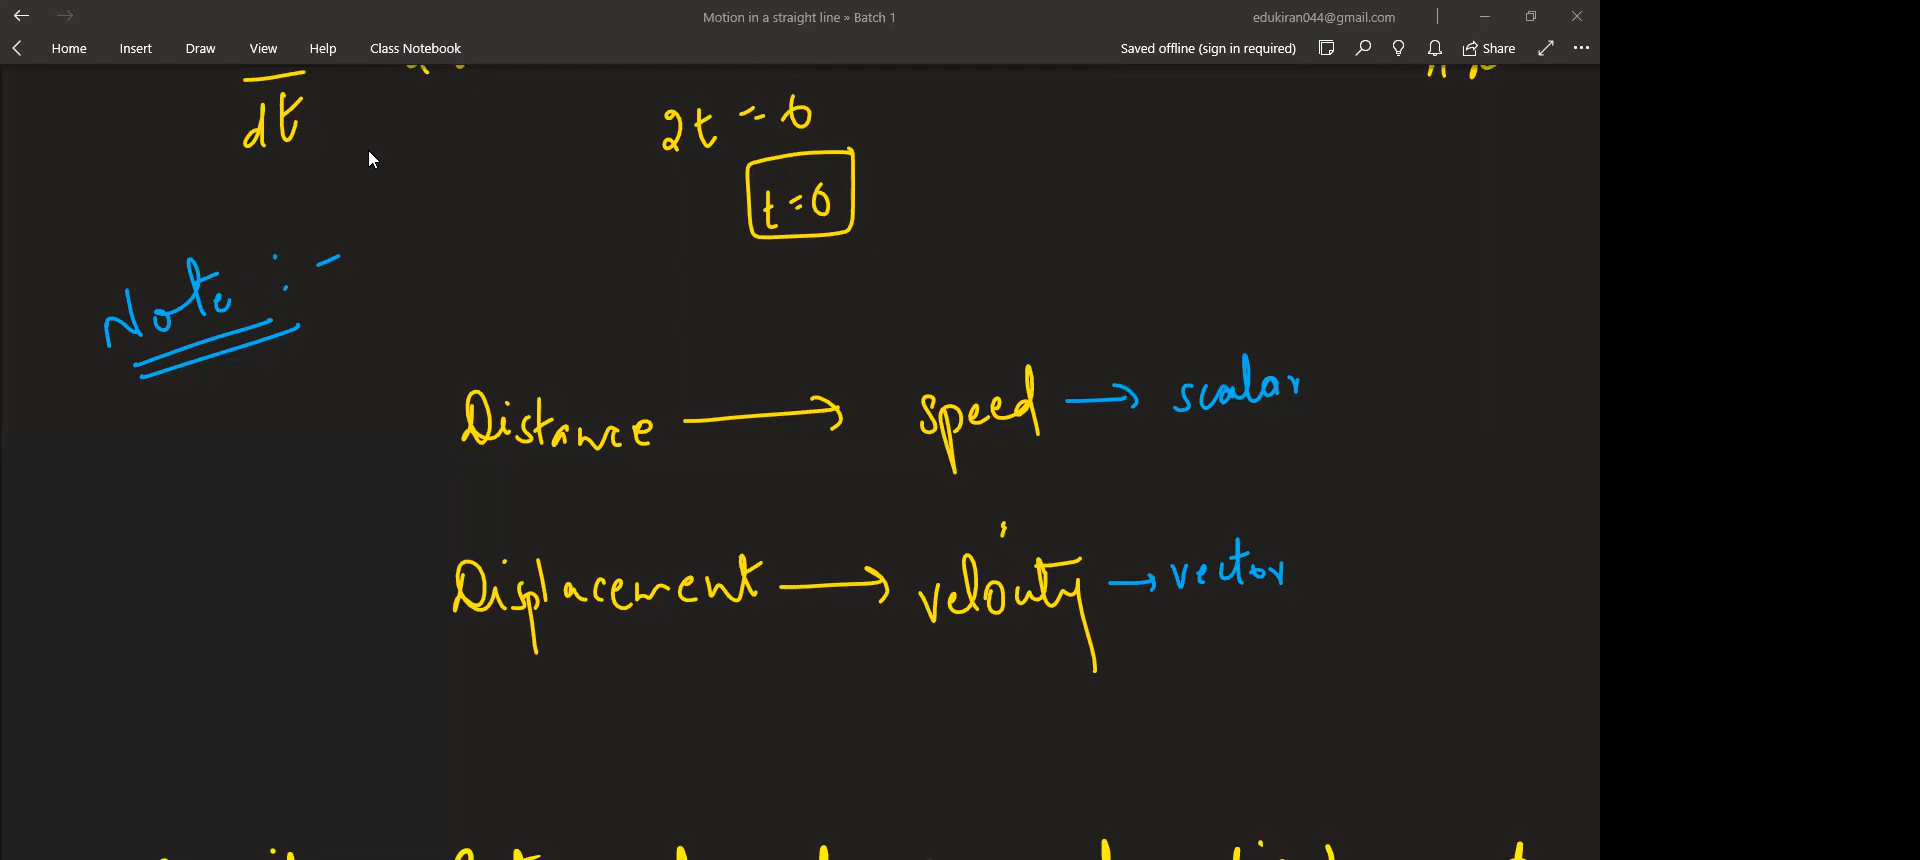 Motion in a straight line » Batch 1
edukiran044@gmail.com
Home Insert Draw View Help Class Notebook
Saved offline (sign in required) Share
dt
2t = 0
t = 0
Note :-
Distance → speed → scalar
Displacement → velocity → vector